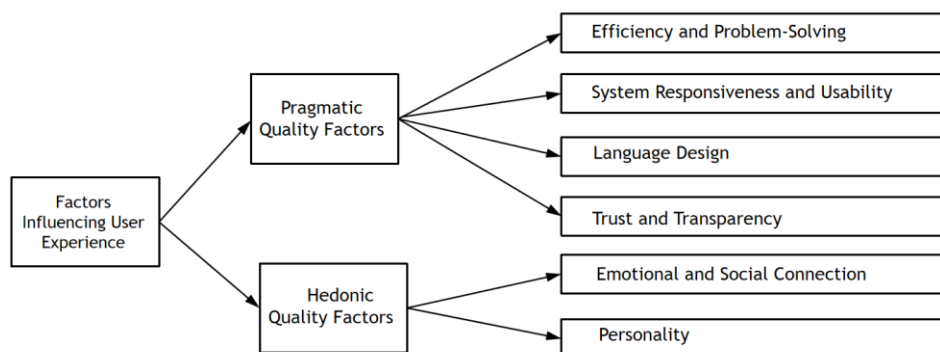 Factors
Influencing User
Experience
Pragmatic
Quality Factors
Hedonic
Quality Factors
Efficiency and Problem-Solving
System Responsiveness and Usability
Language Design
Trust and Transparency
Emotional and Social Connection
Personality